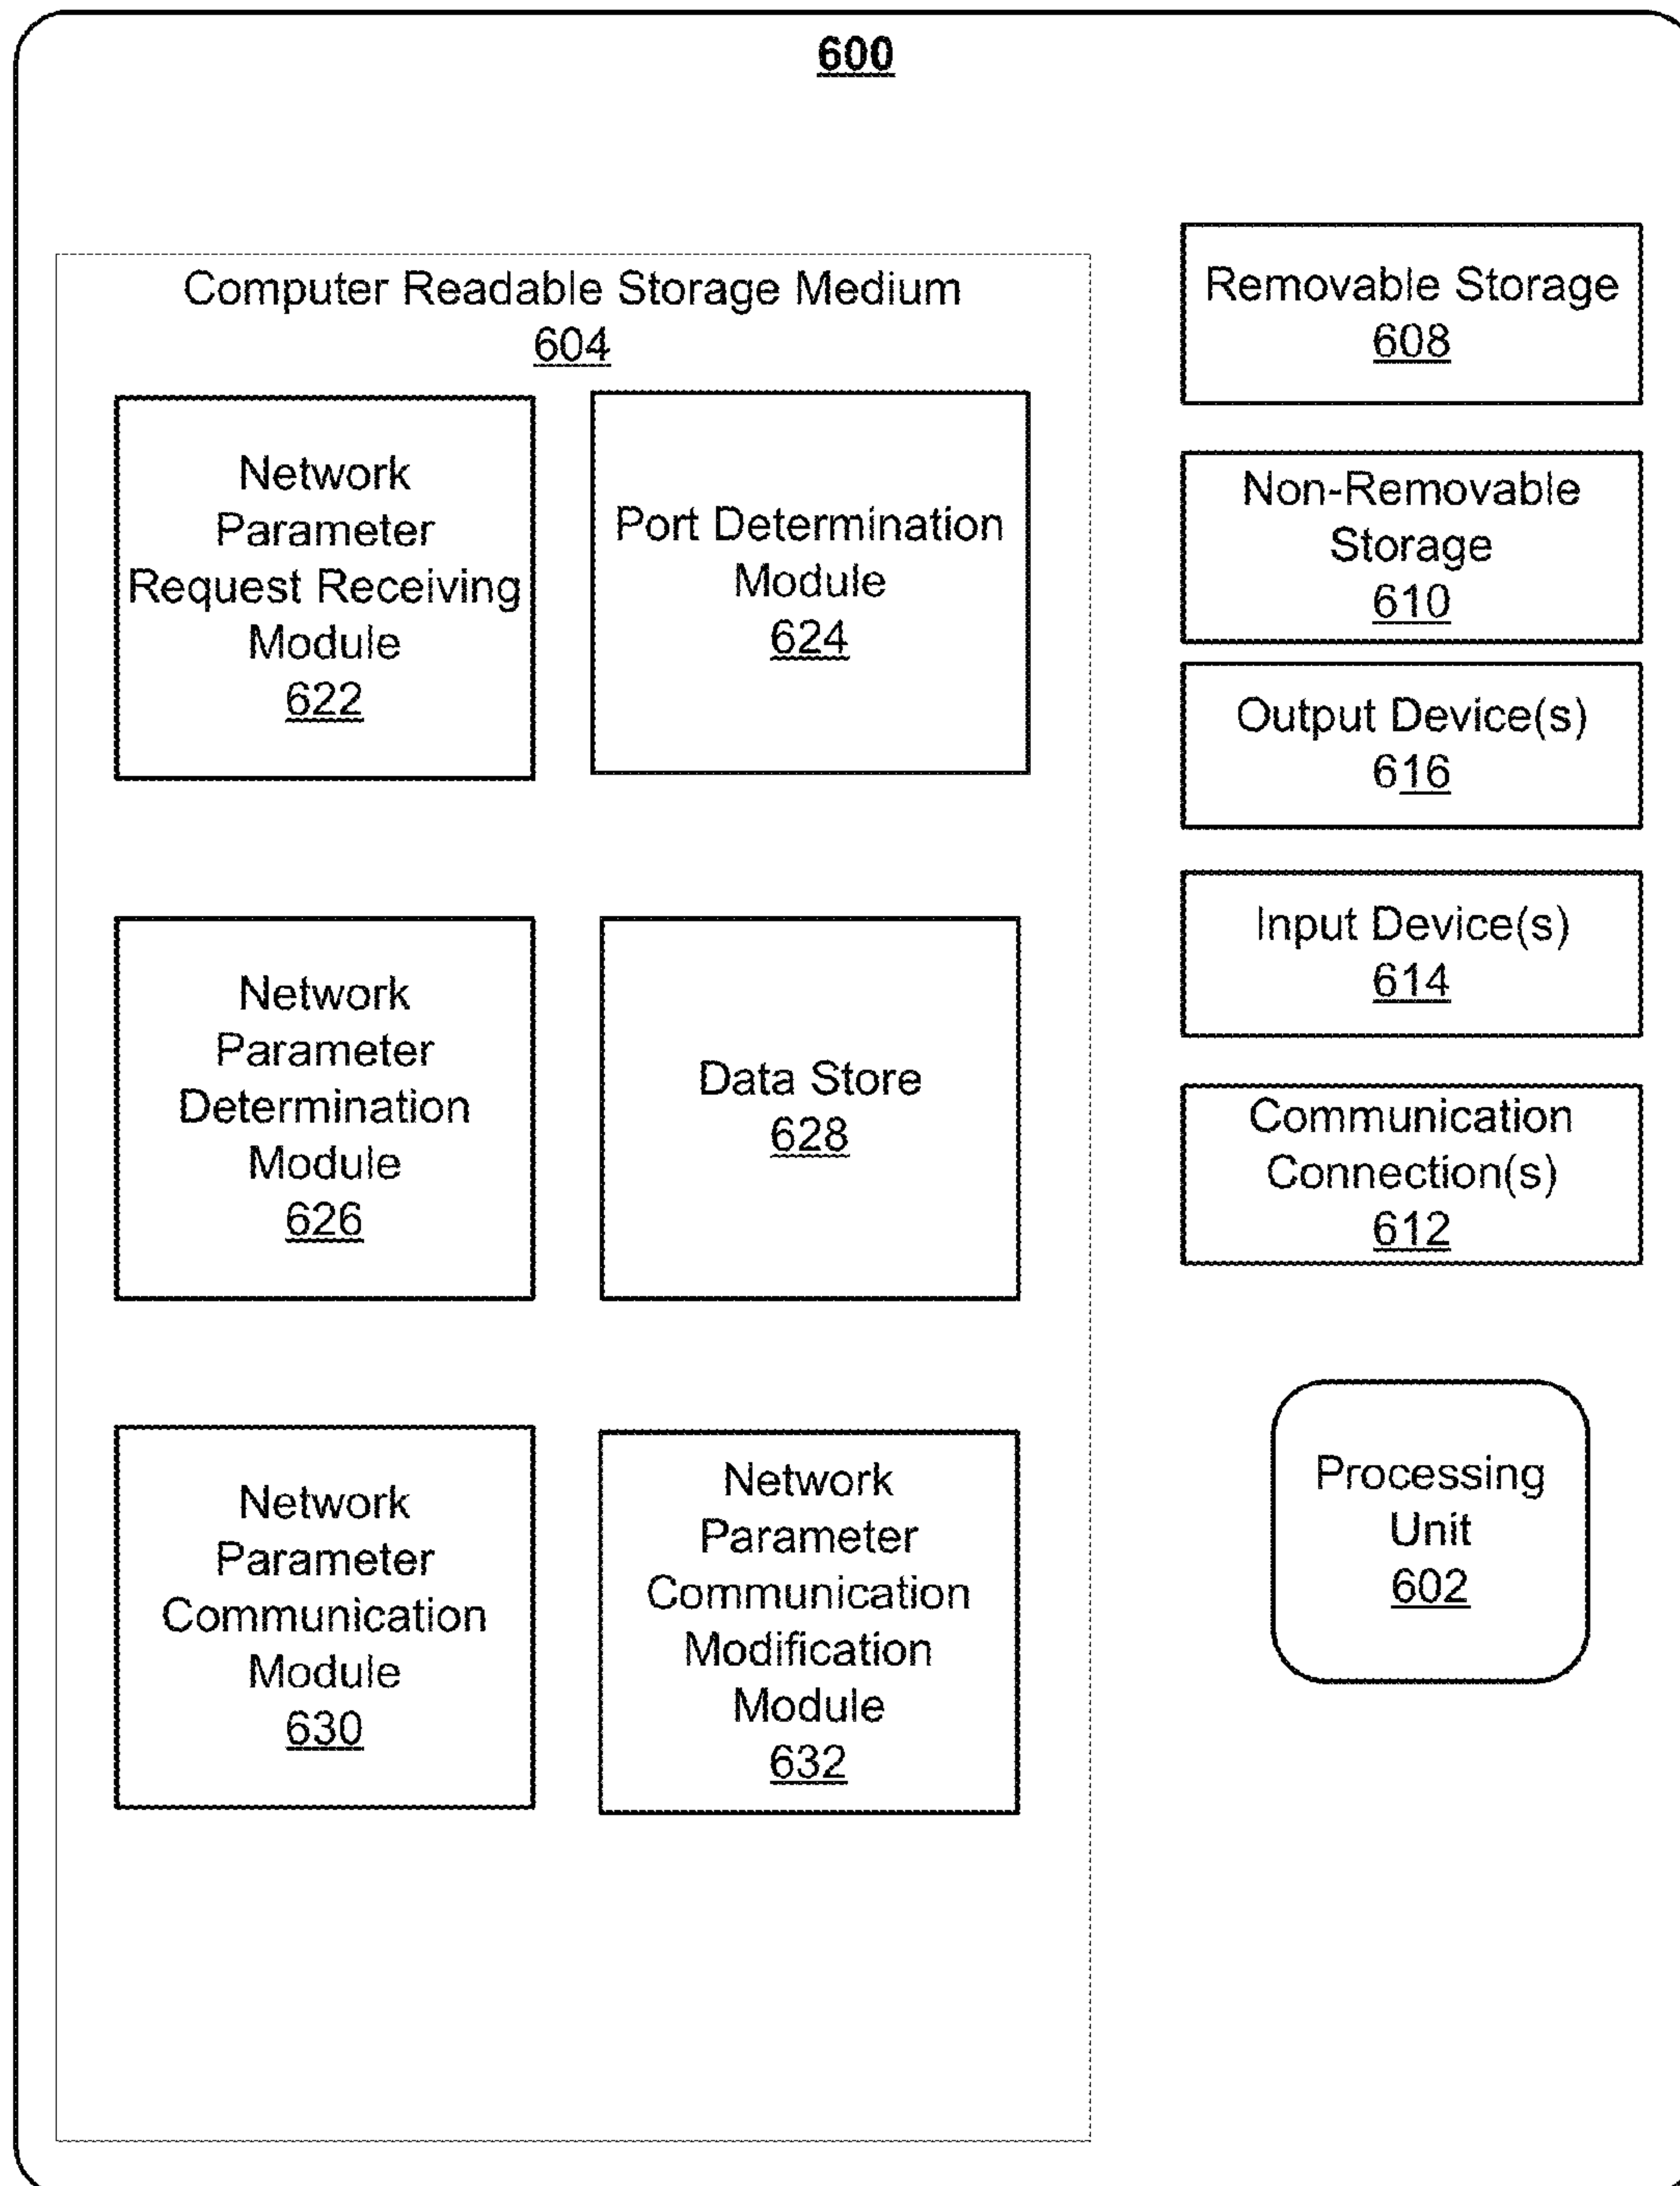 600
Computer Readable Storage Medium
604
Network
Parameter
Request Receiving
Module
622
Port Determination
Module
624
Network
Parameter
Determination
Module
626
Data Store
628
Network
Parameter
Communication
Module
630
Network
Parameter
Communication
Modification
Module
632
Removable Storage
608
Non-Removable
Storage
610
Output Device(s)
616
Input Device(s)
614
Communication
Connection(s)
612
Processing
Unit
602